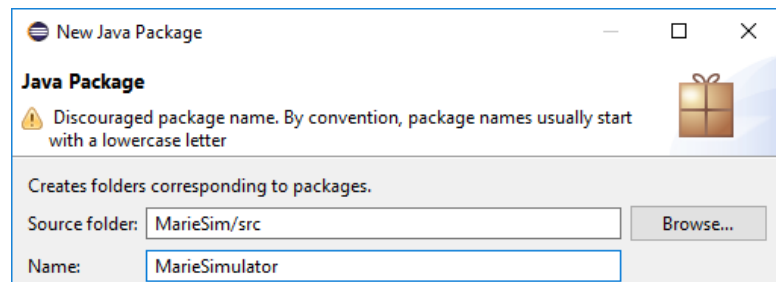 New Java Package
Java Package
Discouraged package name. By convention, package names usually start
with a lowercase letter
Creates folders corresponding to packages.
Source folder: MarieSim/src Browse...
Name: MarieSimulator